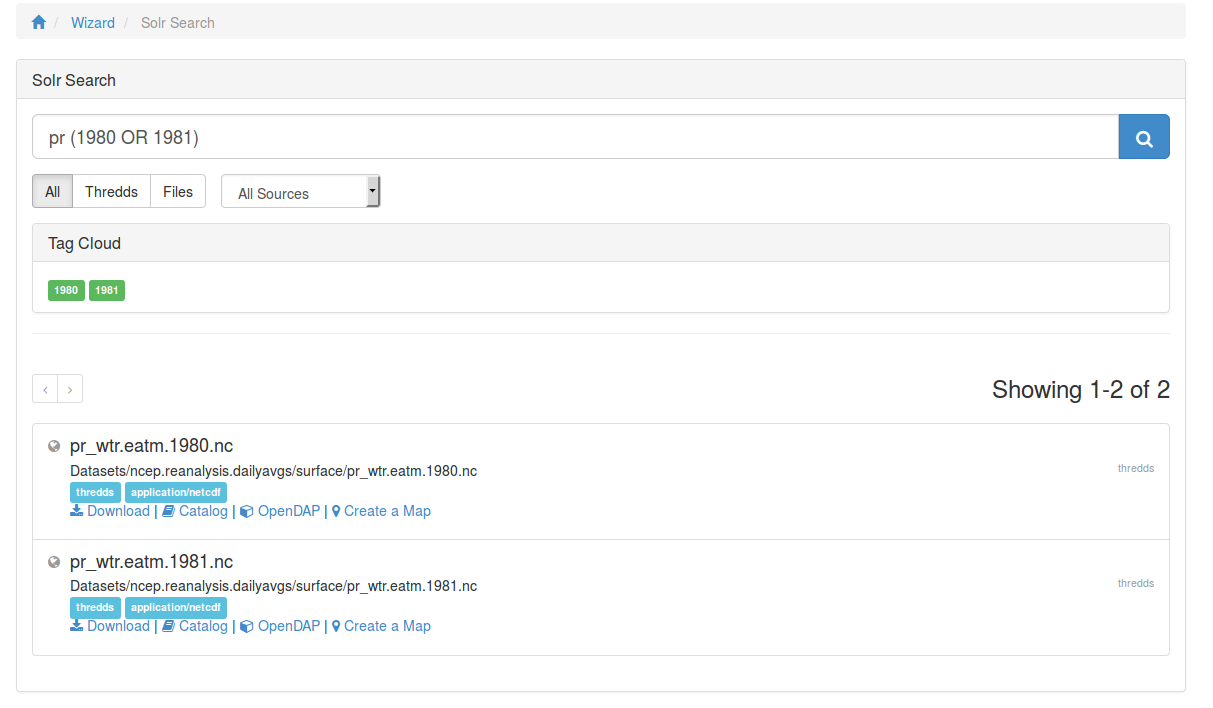 / Wizard / Solr Search
Solr Search
pr (1980 OR 1981)
All Thredds Files All Sources
Tag Cloud
1980 1981
‹ › Showing 1-2 of 2
pr_wtr.eatm.1980.nc
Datasets/ncep.reanalysis.dailyavgs/surface/pr_wtr.eatm.1980.nc thredds
thredds application/netcdf
Download | Catalog | OpenDAP | Create a Map
pr_wtr.eatm.1981.nc
Datasets/ncep.reanalysis.dailyavgs/surface/pr_wtr.eatm.1981.nc thredds
thredds application/netcdf
Download | Catalog | OpenDAP | Create a Map